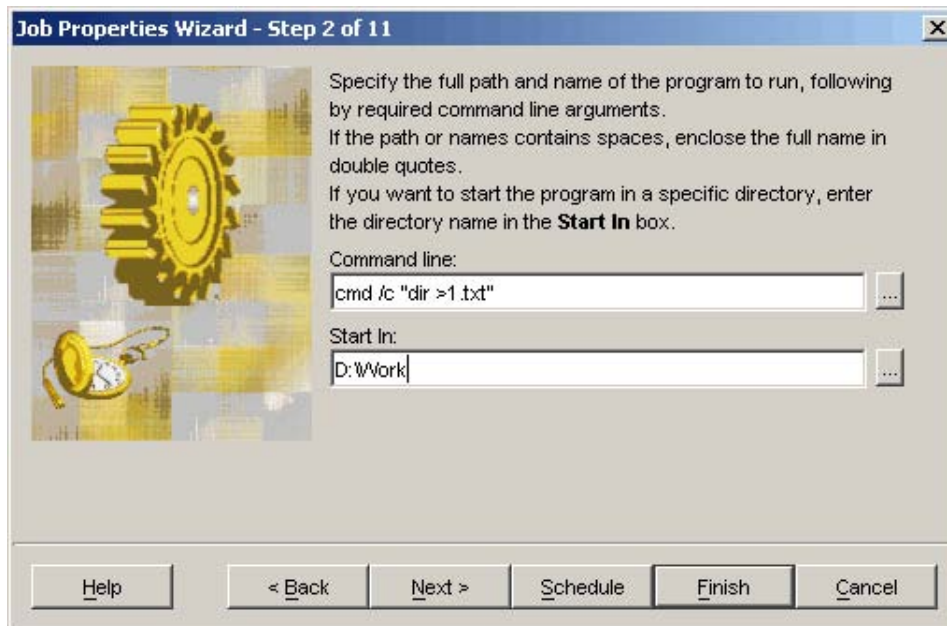 Job Properties Wizard - Step 2 of 11
Specify the full path and name of the program to run, following
by required command line arguments.
If the path or names contains spaces, enclose the full name in
double quotes.
If you want to start the program in a specific directory, enter
the directory name in the Start In box.
Command line:
cmd /c "dir >1.txt"
...
Start In:
D:\Work
...
Help
< Back
Next >
Schedule
Finish
Cancel